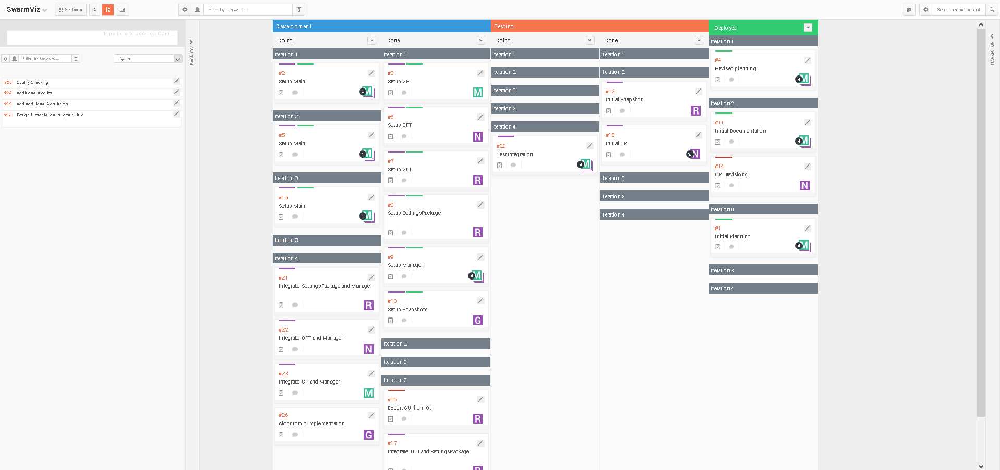 SwarmViz
Settings
Filter by keyword...
Search entire project
Type here to add new Card...
Filter by keyword...
By List
#25 Quality Checking
#24 Additional niceties
#19 Add Additional Algorithms
#18 Design Presentation for gen public
BACKLOG
Development
Doing
Iteration 1
#2
Setup Main
4 M
Iteration 2
#5
Setup Main
4 M
Iteration 0
#15
Setup Main
4 M
Iteration 3
Iteration 4
#21
Integrate: SettingsPackage and Manager
R
#22
Integrate: OPT and Manager
N
#23
Integrate: GP and Manager
M
#26
Algorithmic Implementation
G
Done
Iteration 1
#3
Setup GP
M
#6
Setup OPT
N
#7
Setup GUI
R
#8
Setup SettingsPackage
R
#9
Setup Manager
4 M
#10
Setup Snapshots
G
Iteration 2
Iteration 0
Iteration 3
#16
Export GUI from Qt
R
#17
Integrate: GUI and SettingsPackage
Testing
Doing
Iteration 1
Iteration 2
Iteration 0
Iteration 3
Iteration 4
#20
Test Integration
4 M
Done
Iteration 1
Iteration 2
#12
Initial Snapshot
R
#13
Initial OPT
2 N
Iteration 0
Iteration 3
Iteration 4
Deployed
Iteration 1
#4
Revised planning
4 M
Iteration 2
#11
Initial Documentation
4 M
#14
OPT revisions
N
Iteration 0
#1
Initial Planning
4 M
Iteration 3
Iteration 4
NAVIGATION